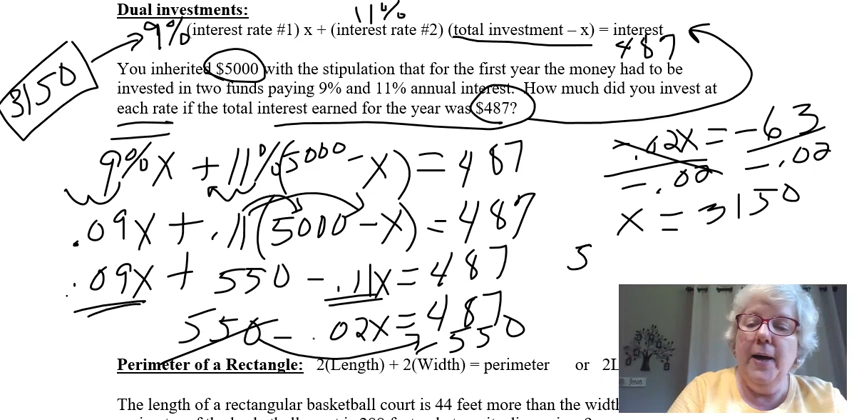 Dual investments:
11%
9% (interest rate #1) x + (interest rate #2) (total investment – x) = interest
487
3150
You inherited $5000 with the stipulation that for the first year the money had to be
invested in two funds paying 9% and 11% annual interest. How much did you invest at
each rate if the total interest earned for the year was $487?
9%x + 11%(5000 - x) = 487
-.02x = -63
-.02 -.02
x = 3150
.09x + .11(5000 - x) = 487
.09x + 550 - .11x = 487
5
550 - .02x = 487
- 550
Perimeter of a Rectangle: 2(Length) + 2(Width) = perimeter or 2L
The length of a rectangular basketball court is 44 feet more than the width